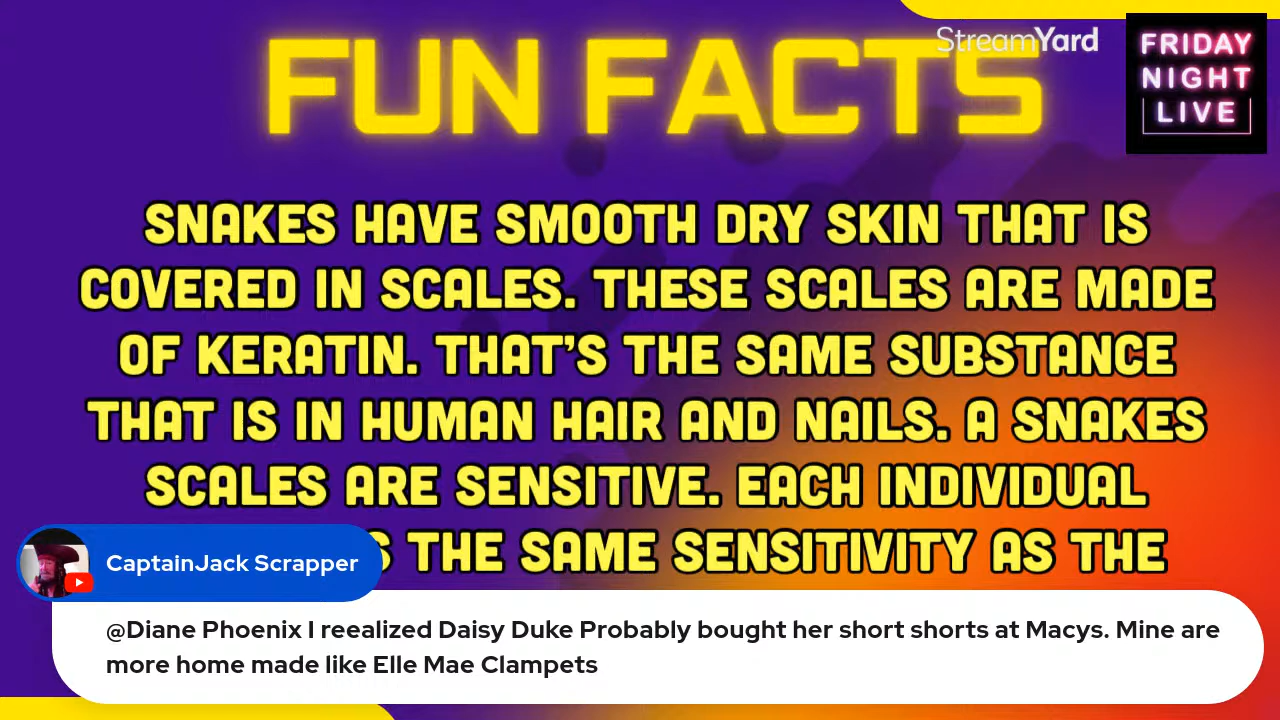 StreamYard
FUN FACTS
FRIDAY
NIGHT
LIVE
SNAKES HAVE SMOOTH DRY SKIN THAT IS
COVERED IN SCALES. THESE SCALES ARE MADE
OF KERATIN. THAT'S THE SAME SUBSTANCE
THAT IS IN HUMAN HAIR AND NAILS. A SNAKES
SCALES ARE SENSITIVE. EACH INDIVIDUAL
THE SAME SENSITIVITY AS THE
CaptainJack Scrapper
@Diane Phoenix I reealized Daisy Duke Probably bought her short shorts at Macys. Mine are
more home made like Elle Mae Clampets